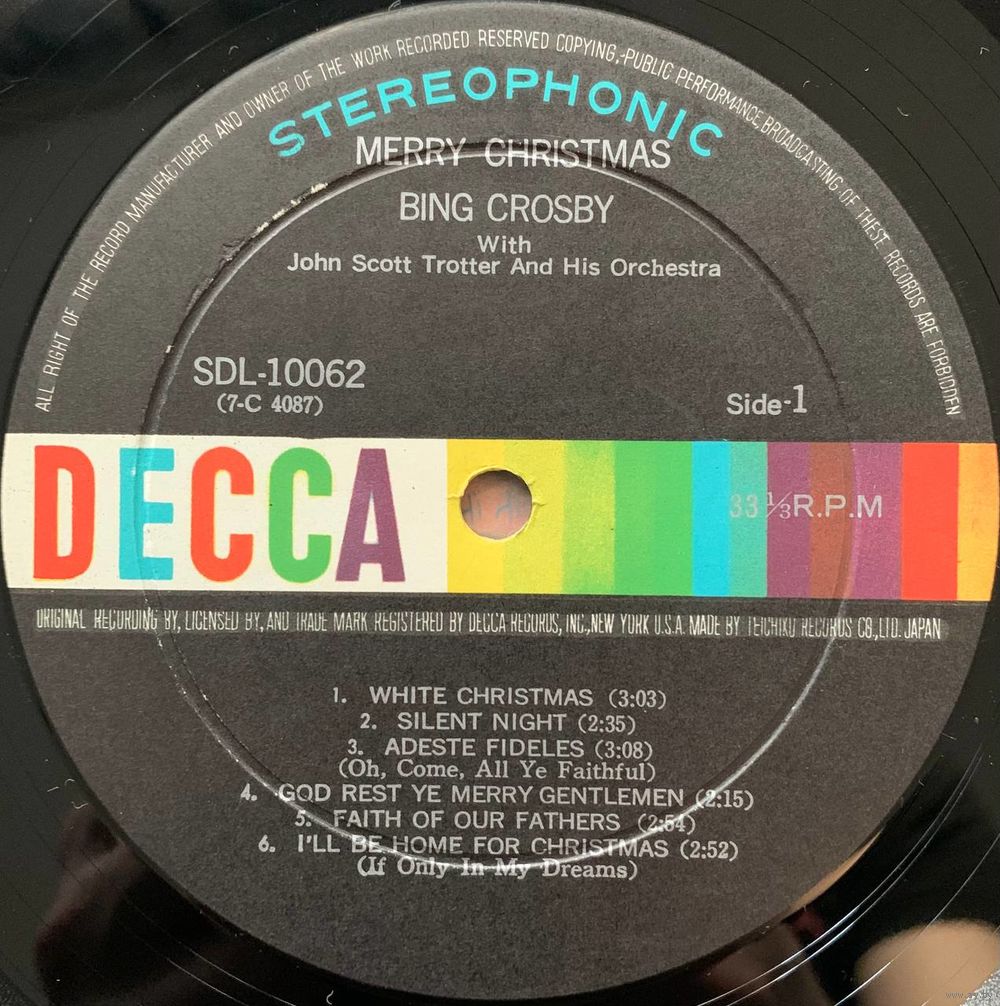 ALL RIGHT OF THE RECORD MANUFACTURER AND OWNER OF THE WORK RECORDED RESERVED COPYING,-PUBLIC PERFORMANCE,BROADCASTING OF THESE RECORDS ARE FORBIDDEN
STEREOPHONIC
MERRY CHRISTMAS
BING CROSBY
With
John Scott Trotter And His Orchestra
SDL-10062
(7-C 4087)
Side-1
DECCA
33 1/3 R.P.M
ORIGINAL RECORDING BY, LICENSED BY, AND TRADE MARK REGISTERED BY DECCA RECORDS, INC.,NEW YORK U.S.A. MADE BY TEICHIKU RECORDS CO.,LTD. JAPAN
1. WHITE CHRISTMAS (3:03)
2. SILENT NIGHT (2:35)
3. ADESTE FIDELES (3:08)
(Oh, Come, All Ye Faithful)
4. GOD REST YE MERRY GENTLEMEN (2:15)
5. FAITH OF OUR FATHERS (2:54)
6. I'LL BE HOME FOR CHRISTMAS (2:52)
(If Only In My Dreams)